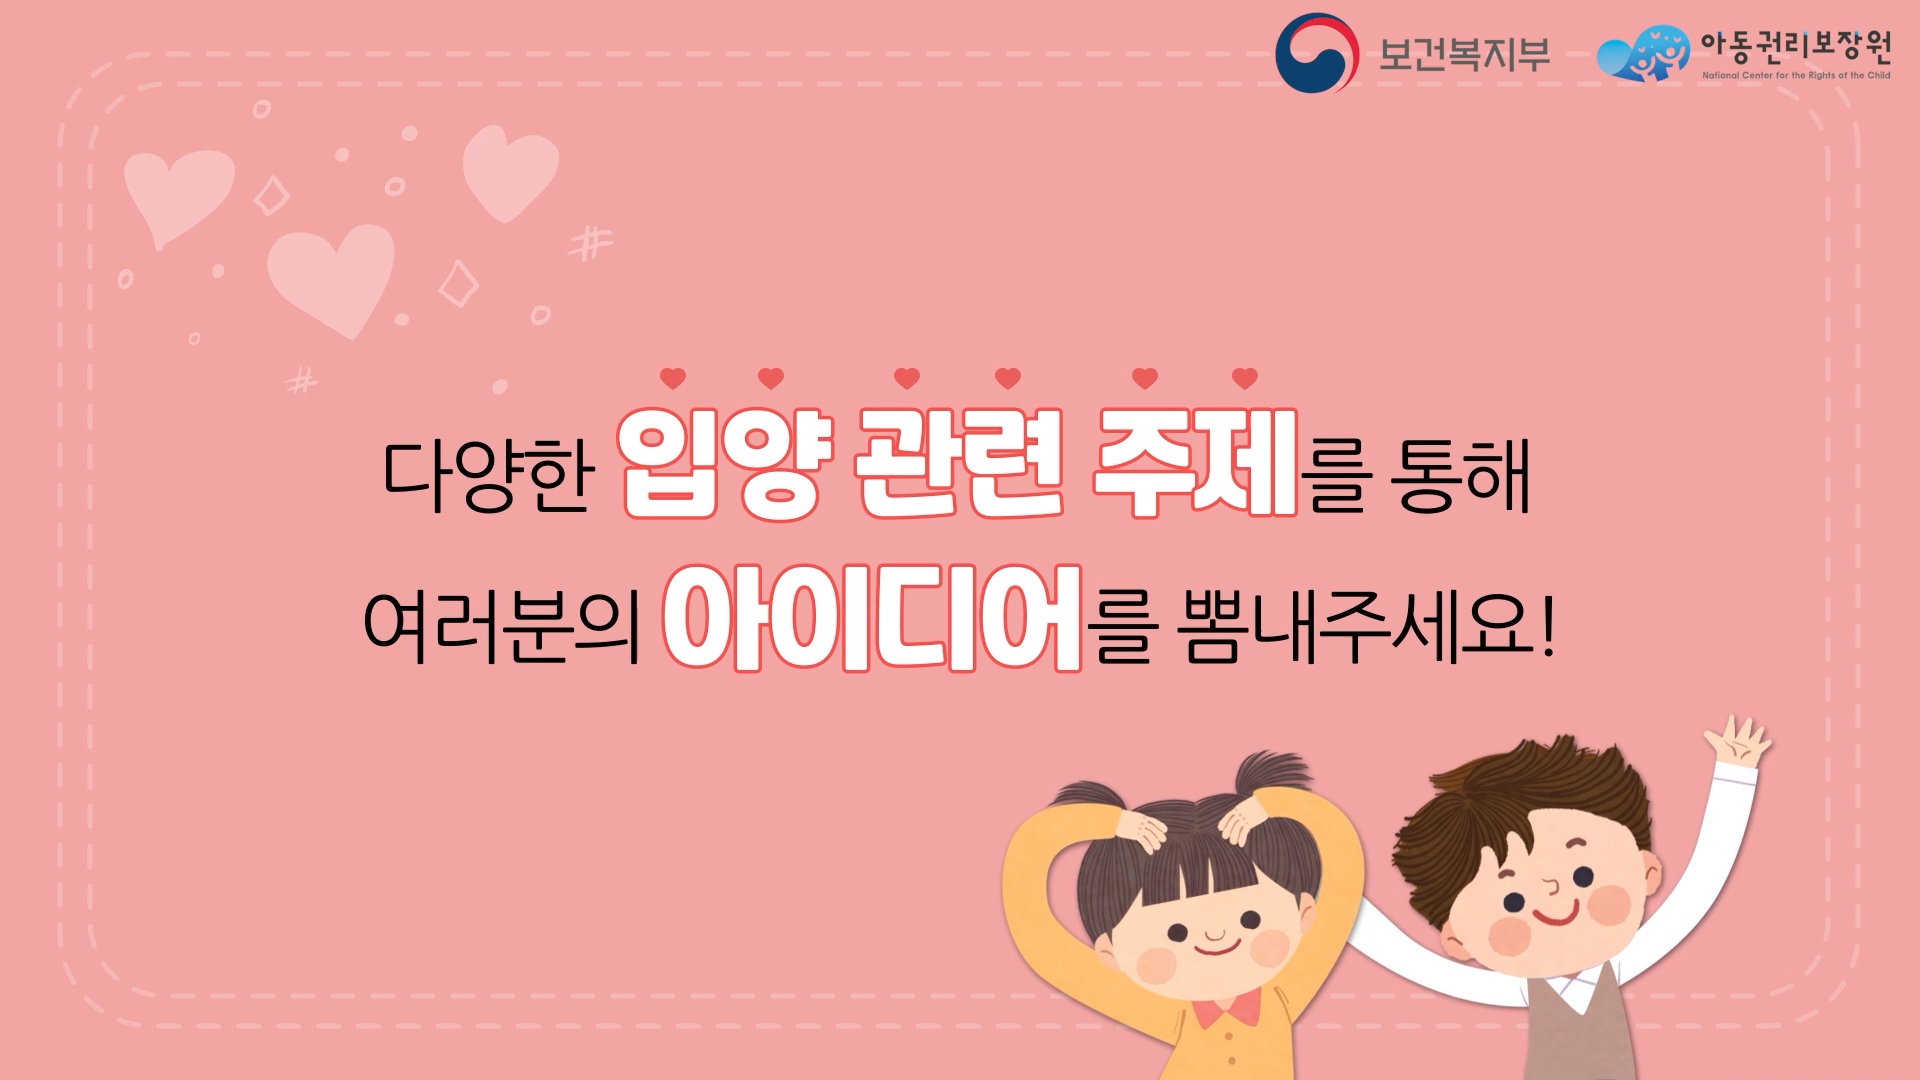 보건복지부
아동권리보장원
National Center for the Rights of the Child
다양한 입양 관련 주제를 통해
여러분의 아이디어를 뽐내주세요!